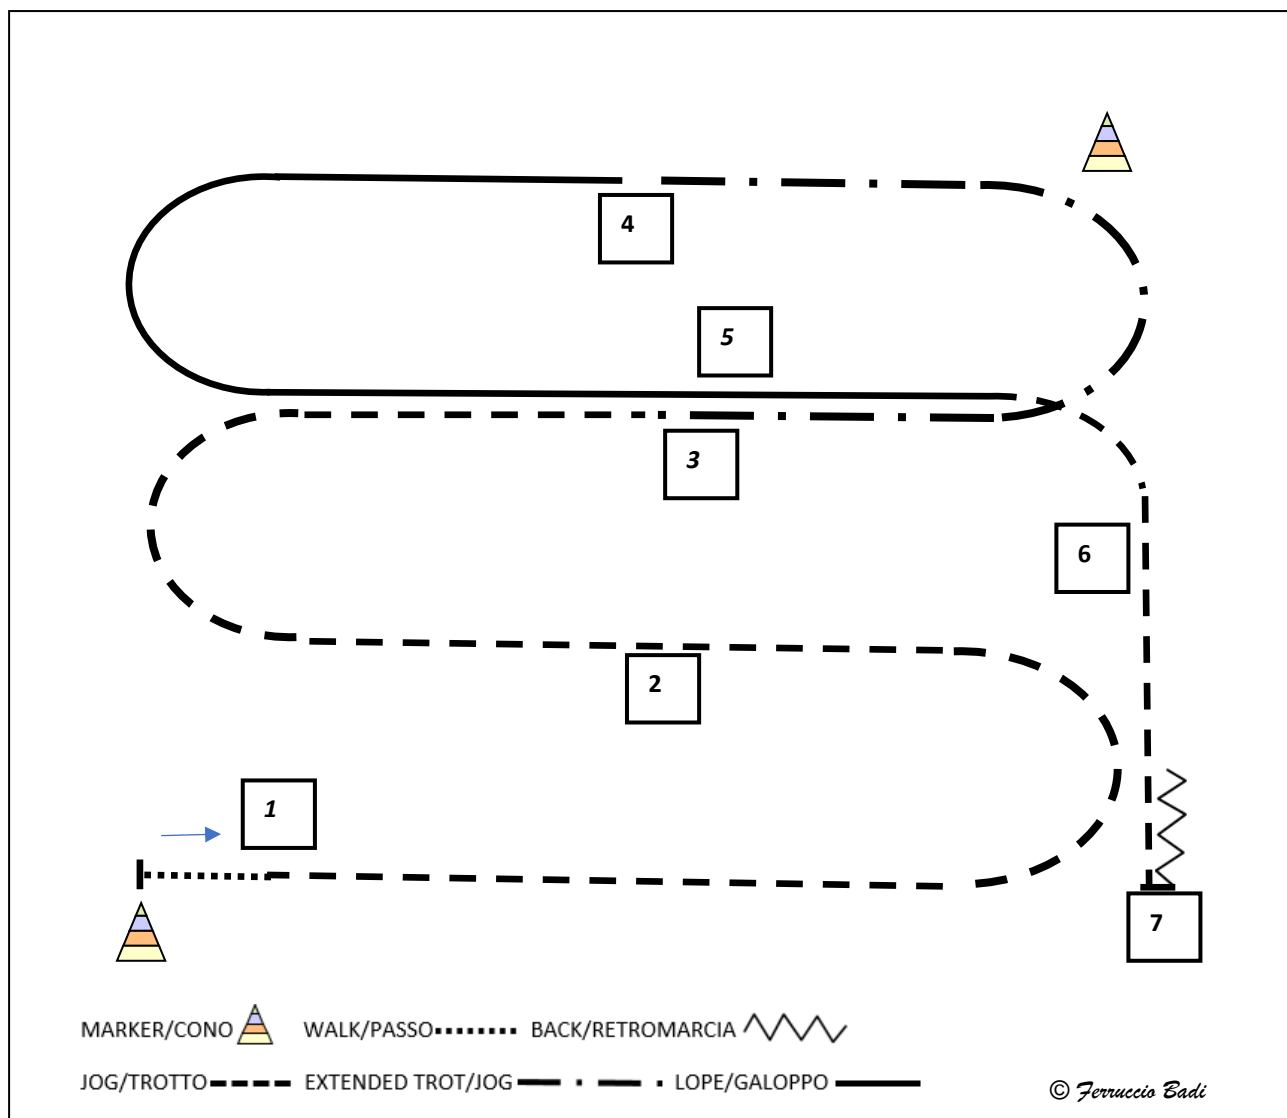 4
5
3
6
2
1
7
MARKER/CONO WALK/PASSO BACK/RETROMARCIA
JOG/TROTTO EXTENDED TROT/JOG LOPE/GALOPPO
© Ferruccio Badi